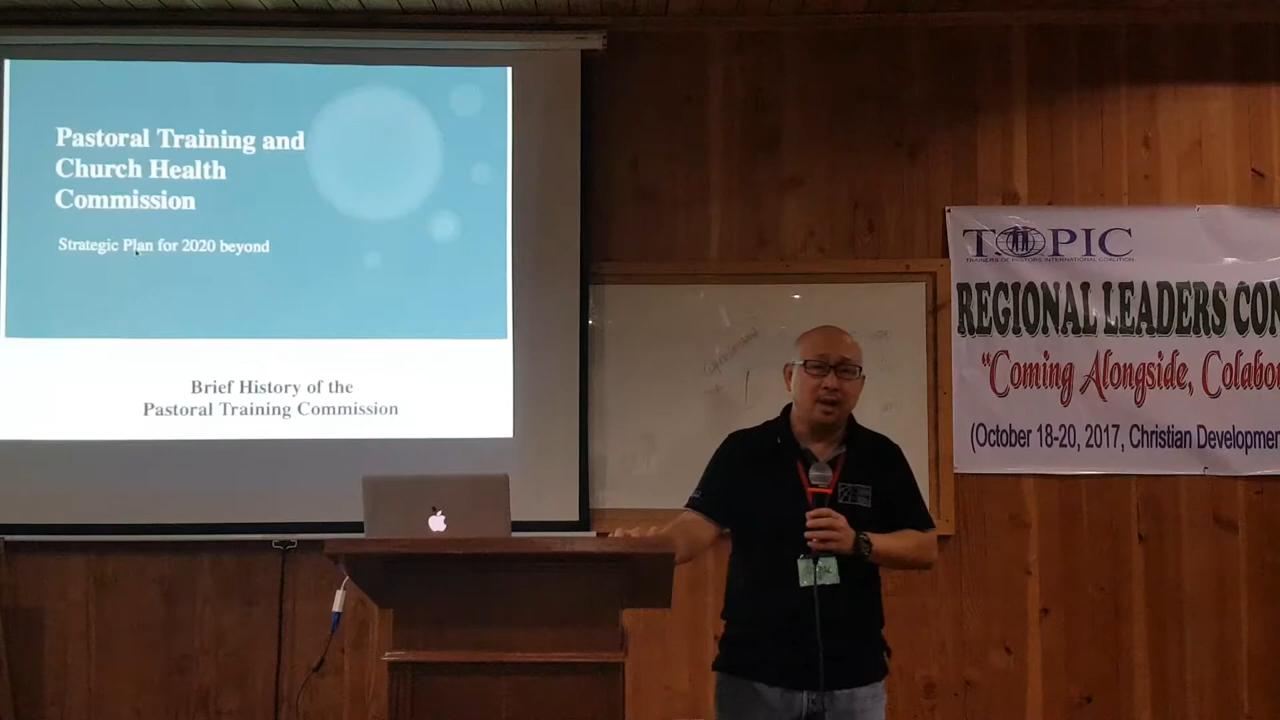 Pastoral Training and
Church Health
Commission
Strategic Plan for 2020 beyond
Brief History of the
Pastoral Training Commission
TOPIC
TRAINERS OF PASTORS INTERNATIONAL COALITION
REGIONAL LEADERS CON
“Coming Alongside, Colabo
(October 18-20, 2017, Christian Developmen